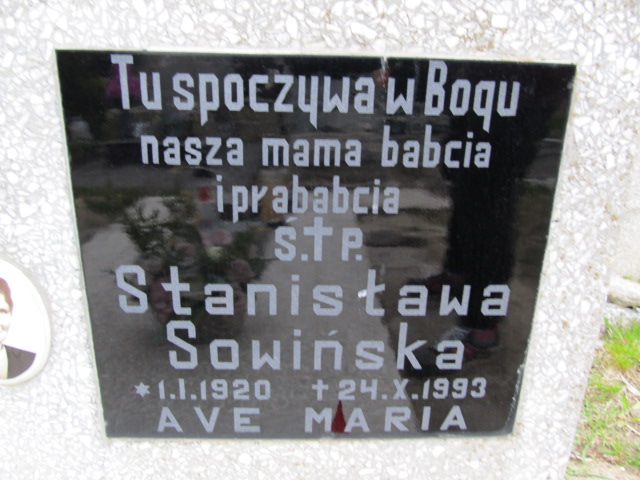 Tu spoczywa w Bogu
nasza mama babcia
i prababcia
Ś.†P.
Stanisława
Sowińska
*1.I.1920 †24.X.1993
AVE MARIA